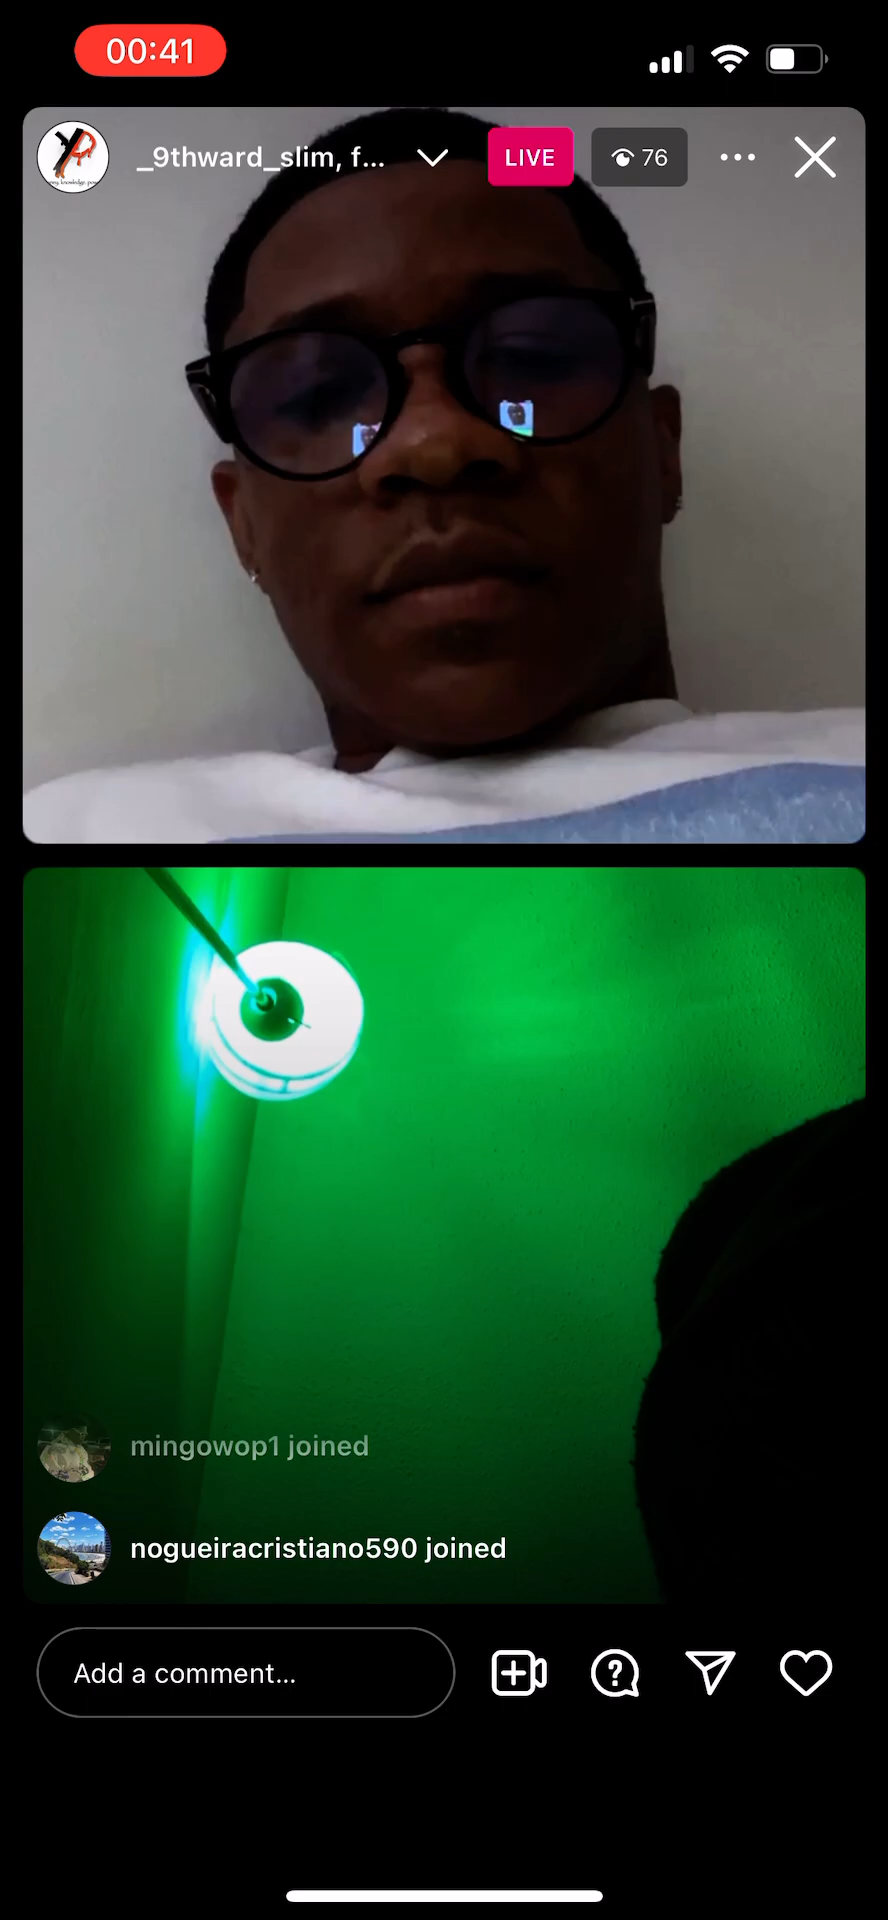 00:41
_9thward_slim, f...
LIVE
76
mingowop1 joined
nogueiracristiano590 joined
Add a comment...